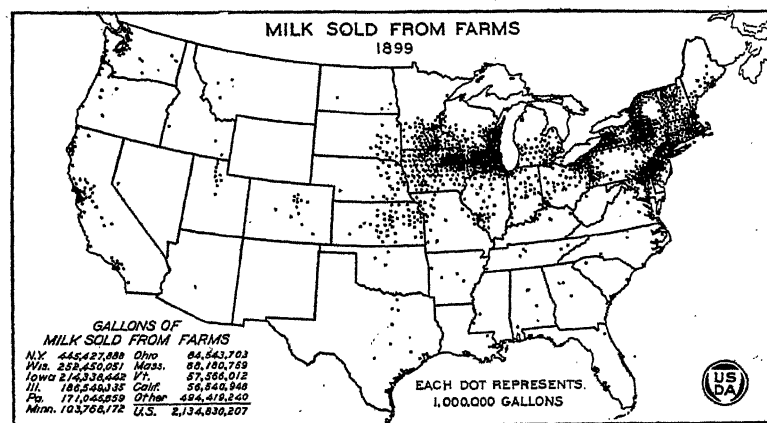 MILK SOLD FROM FARMS
1899
GALLONS OF
MILK SOLD FROM FARMS
N.Y. 445,427,888 Ohio 84,543,703
Wis. 252,450,051 Mass. 68,180,759
Iowa 214,338,442 Vt. 57,566,012
Ill. 186,549,335 Calif. 56,540,946
Pa. 171,045,859 Other 494,419,240
Minn. 103,768,172 U.S. 2,134,830,207
EACH DOT REPRESENTS
1,000,000 GALLONS
US
DA